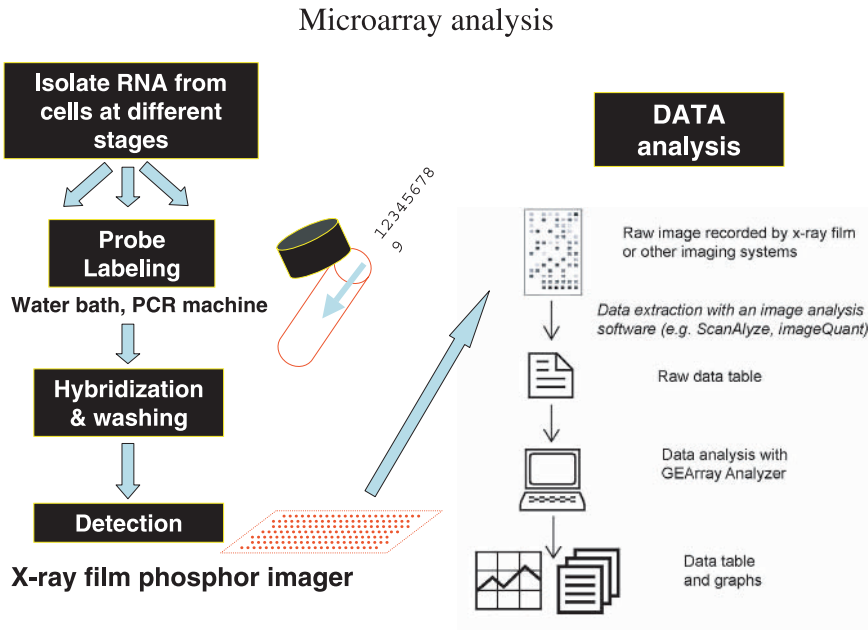 Microarray analysis
Isolate RNA from
cells at different
stages
Probe
Labeling
Water bath, PCR machine
Hybridization
& washing
Detection
X-ray film phosphor imager
12345678
9
DATA
analysis
Raw image recorded by x-ray film
or other imaging systems
Data extraction with an image analysis
software (e.g. ScanAlyze, imageQuant)
Raw data table
Data analysis with
GEArray Analyzer
Data table
and graphs